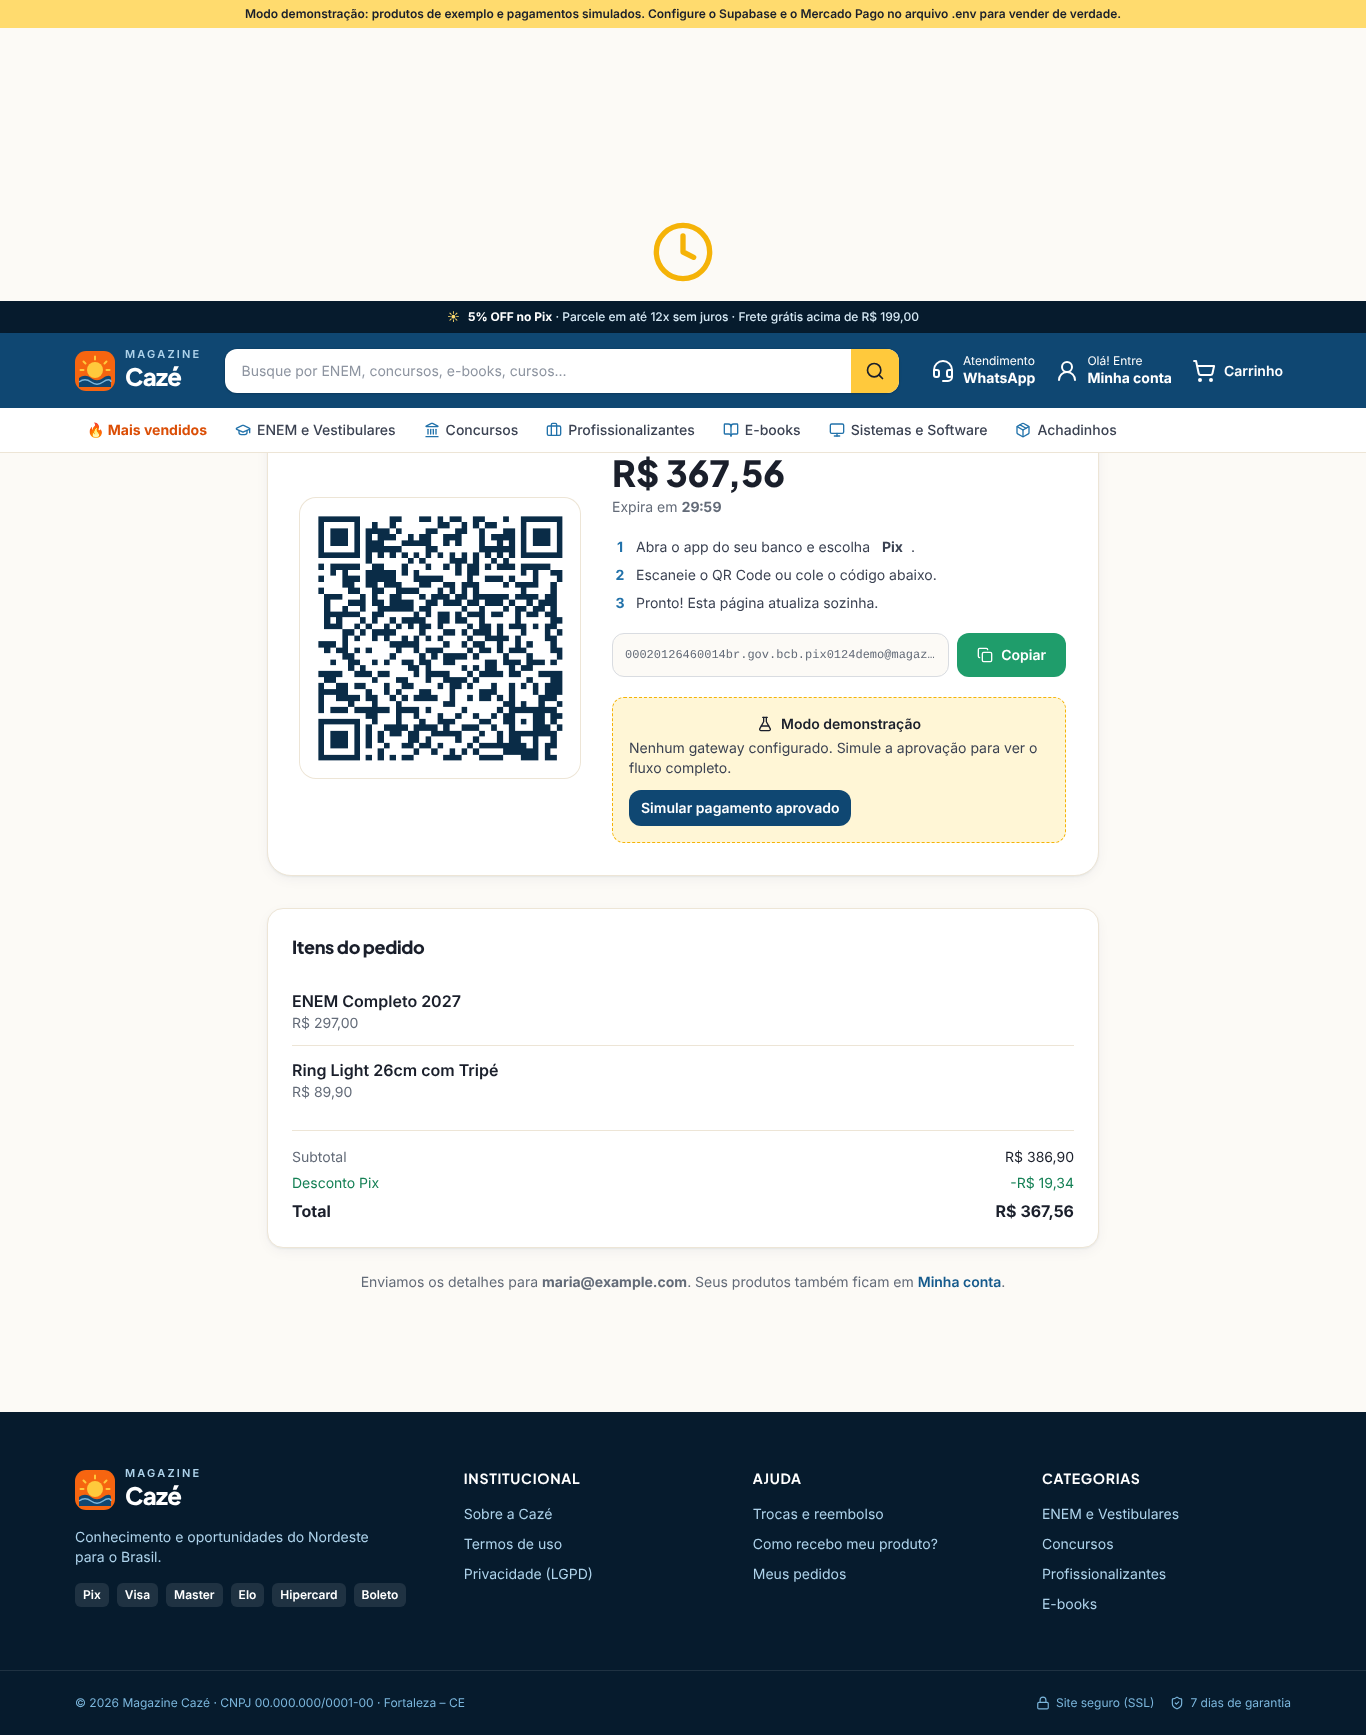 Modo demonstração: produtos de exemplo e pagamentos simulados. Configure o Supabase e o Mercado Pago no arquivo .env para vender de verdade.
5% OFF no Pix · Parcele em até 12x sem juros · Frete grátis acima de R$ 199,00
MAGAZINE
Cazé
Busque por ENEM, concursos, e-books, cursos...
Atendimento
WhatsApp
Olá! Entre
Minha conta
Carrinho
Mais vendidos
ENEM e Vestibulares
Concursos
Profissionalizantes
E-books
Sistemas e Software
Achadinhos
R$ 367,56
Expira em 29:59
1 Abra o app do seu banco e escolha Pix .
2 Escaneie o QR Code ou cole o código abaixo.
3 Pronto! Esta página atualiza sozinha.
00020126460014br.gov.bcb.pix0124demo@magaz…
Copiar
Modo demonstração
Nenhum gateway configurado. Simule a aprovação para ver o
fluxo completo.
Simular pagamento aprovado
Itens do pedido
ENEM Completo 2027
R$ 297,00
Ring Light 26cm com Tripé
R$ 89,90
Subtotal R$ 386,90
Desconto Pix -R$ 19,34
Total R$ 367,56
Enviamos os detalhes para maria@example.com. Seus produtos também ficam em Minha conta.
MAGAZINE
Cazé
Conhecimento e oportunidades do Nordeste
para o Brasil.
Pix Visa Master Elo Hipercard Boleto
INSTITUCIONAL
Sobre a Cazé
Termos de uso
Privacidade (LGPD)
AJUDA
Trocas e reembolso
Como recebo meu produto?
Meus pedidos
CATEGORIAS
ENEM e Vestibulares
Concursos
Profissionalizantes
E-books
© 2026 Magazine Cazé · CNPJ 00.000.000/0001-00 · Fortaleza – CE
Site seguro (SSL)
7 dias de garantia